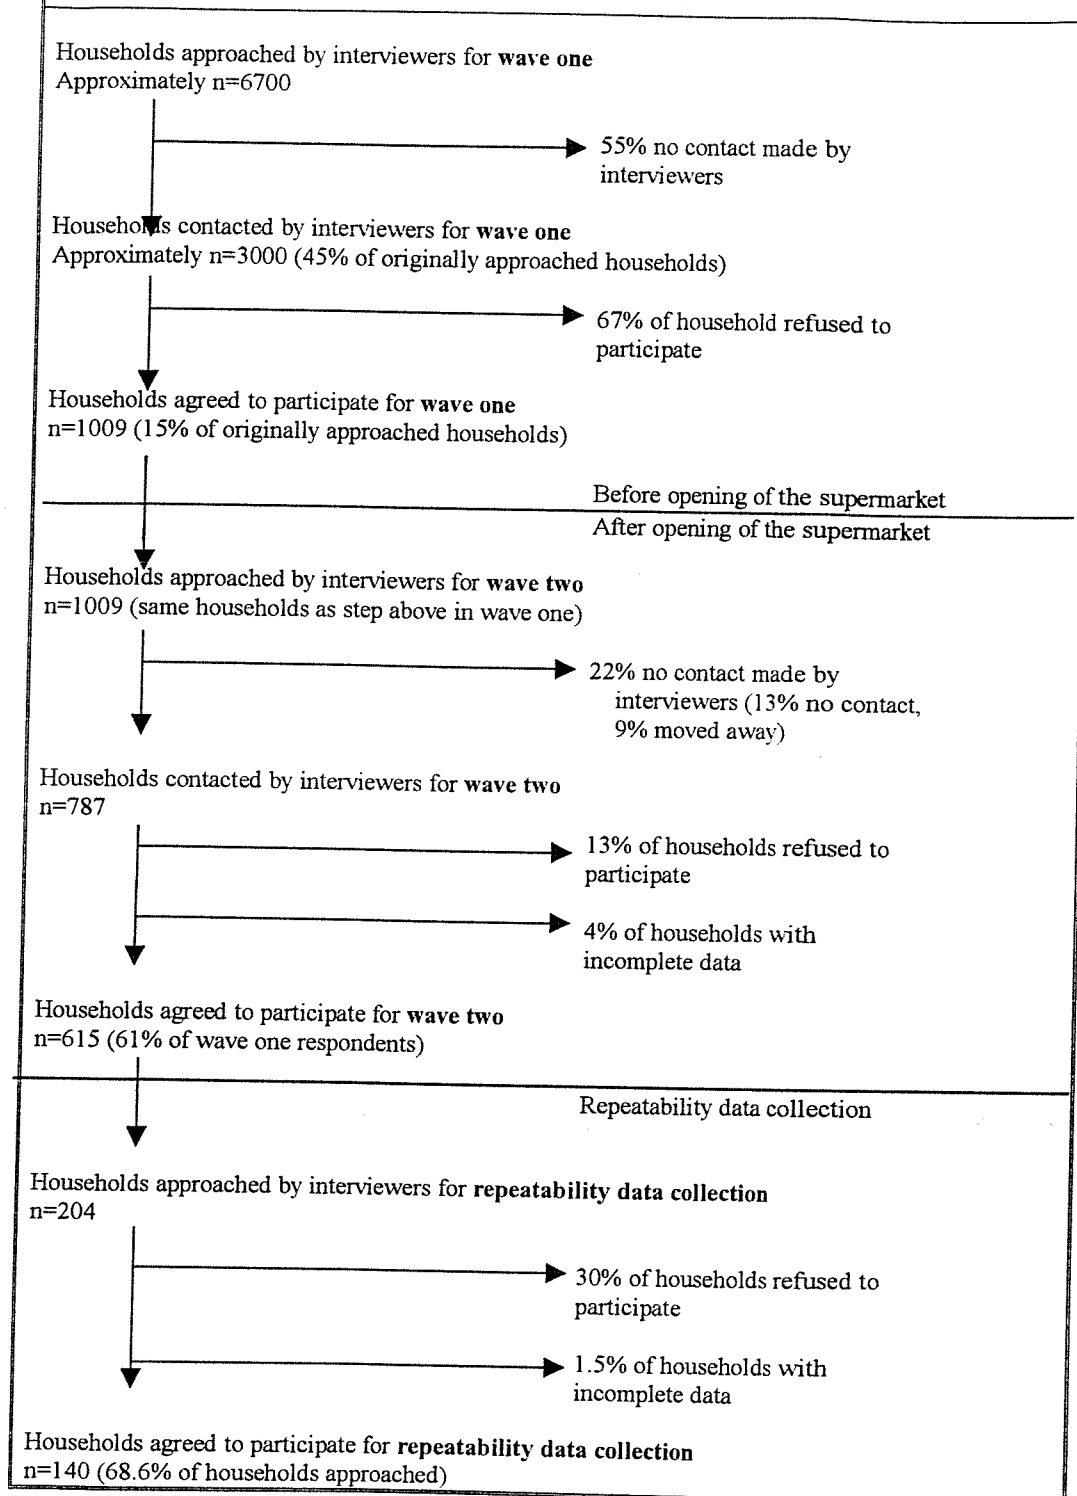 Households approached by interviewers for wave one
Approximately n=6700
55% no contact made by
interviewers
Households contacted by interviewers for wave one
Approximately n=3000 (45% of originally approached households)
67% of household refused to
participate
Households agreed to participate for wave one
n=1009 (15% of originally approached households)
Before opening of the supermarket
After opening of the supermarket
Households approached by interviewers for wave two
n=1009 (same households as step above in wave one)
22% no contact made by
interviewers (13% no contact,
9% moved away)
Households contacted by interviewers for wave two
n=787
13% of households refused to
participate
4% of households with
incomplete data
Households agreed to participate for wave two
n=615 (61% of wave one respondents)
Repeatability data collection
Households approached by interviewers for repeatability data collection
n=204
30% of households refused to
participate
1.5% of households with
incomplete data
Households agreed to participate for repeatability data collection
n=140 (68.6% of households approached)